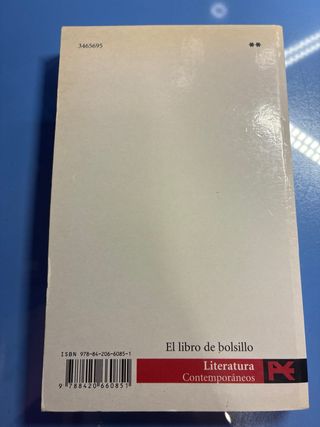 3465695
**
El libro de bolsillo
Literatura
Contemporáneos
ISBN 978-84-206-6085-1
9 788420 660851